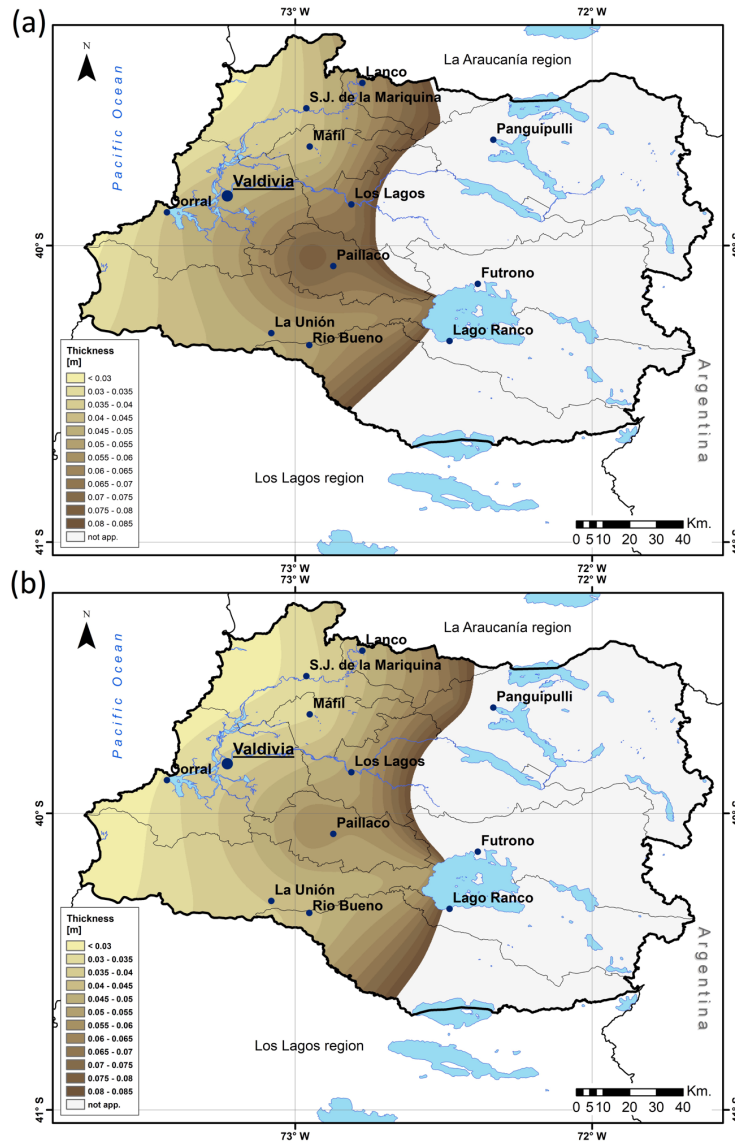 (a)
73° W
72° W
La Araucanía region
N
Lanco
S.J. de la Mariquina
Máfil
Panguipulli
Pacific Ocean
Valdivia
Los Lagos
Corral
40° S
40° S
Paillaco
Futrono
La Unión
Rio Bueno
Lago Ranco
Argentina
Thickness
[m]
< 0.03
0.03 - 0.035
0.035 - 0.04
0.04 - 0.045
0.045 - 0.05
0.05 - 0.055
0.055 - 0.06
0.06 - 0.065
0.065 - 0.07
0.07 - 0.075
0.075 - 0.08
0.08 - 0.085
not app.
Los Lagos region
Km.
0 5 10 20 30 40
41° S
41° S
73° W
72° W
(b)
73° W
72° W
La Araucanía region
N
Lanco
S.J. de la Mariquina
Máfil
Panguipulli
Pacific Ocean
Valdivia
Los Lagos
Corral
40° S
40° S
Paillaco
Futrono
La Unión
Rio Bueno
Lago Ranco
Argentina
Thickness
[m]
< 0.03
0.03 - 0.035
0.035 - 0.04
0.04 - 0.045
0.045 - 0.05
0.05 - 0.055
0.055 - 0.06
0.06 - 0.065
0.065 - 0.07
0.07 - 0.075
0.075 - 0.08
0.08 - 0.085
not app.
Los Lagos region
Km.
0 5 10 20 30 40
41° S
41° S
73° W
72° W